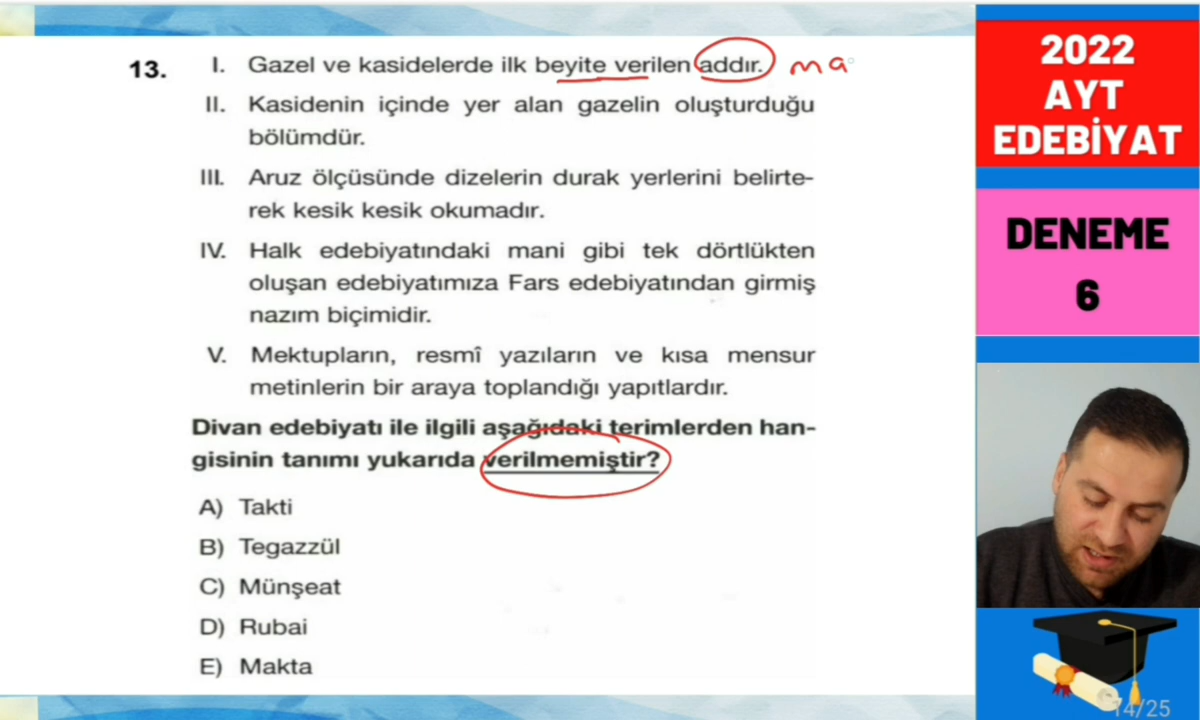 13. I. Gazel ve kasidelerde ilk beyite verilen addır. ma
II. Kasidenin içinde yer alan gazelin oluşturduğu
bölümdür.
III. Aruz ölçüsünde dizelerin durak yerlerini belirte-
rek kesik kesik okumadır.
IV. Halk edebiyatındaki mani gibi tek dörtlükten
oluşan edebiyatımıza Fars edebiyatından girmiş
nazım biçimidir.
V. Mektupların, resmî yazıların ve kısa mensur
metinlerin bir araya toplandığı yapıtlardır.
Divan edebiyatı ile ilgili aşağıdaki terimlerden han-
gisinin tanımı yukarıda verilmemiştir?
A) Takti
B) Tegazzül
C) Münşeat
D) Rubai
E) Makta
2022
AYT
EDEBİYAT
DENEME
6
14/25